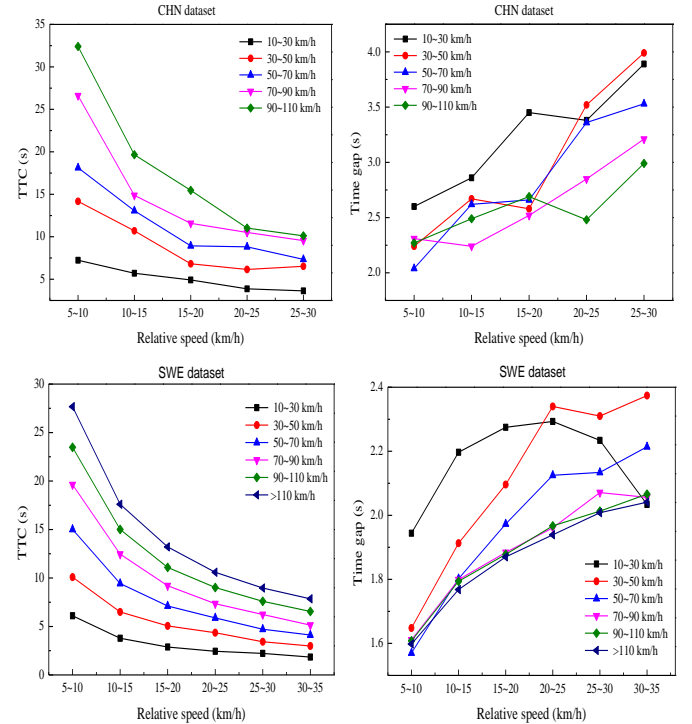 CHN dataset
35
30
25
20
15
10
5
TTC (s)
10~30 km/h
30~50 km/h
50~70 km/h
70~90 km/h
90~110 km/h
5~10 10~15 15~20 20~25 25~30
Relative speed (km/h)
CHN dataset
4.0
3.5
3.0
2.5
2.0
Time gap (s)
10~30 km/h
30~50 km/h
50~70 km/h
70~90 km/h
90~110 km/h
5~10 10~15 15~20 20~25 25~30
Relative speed (km/h)
SWE dataset
30
25
20
15
10
5
0
TTC (s)
10~30 km/h
30~50 km/h
50~70 km/h
70~90 km/h
90~110 km/h
>110 km/h
5~10 10~15 15~20 20~25 25~30 30~35
Relative speed (km/h)
SWE dataset
2.4
2.2
2.0
1.8
1.6
Time gap (s)
10~30 km/h
30~50 km/h
50~70 km/h
70~90 km/h
90~110 km/h
>110 km/h
5~10 10~15 15~20 20~25 25~30 30~35
Relative speed (km/h)